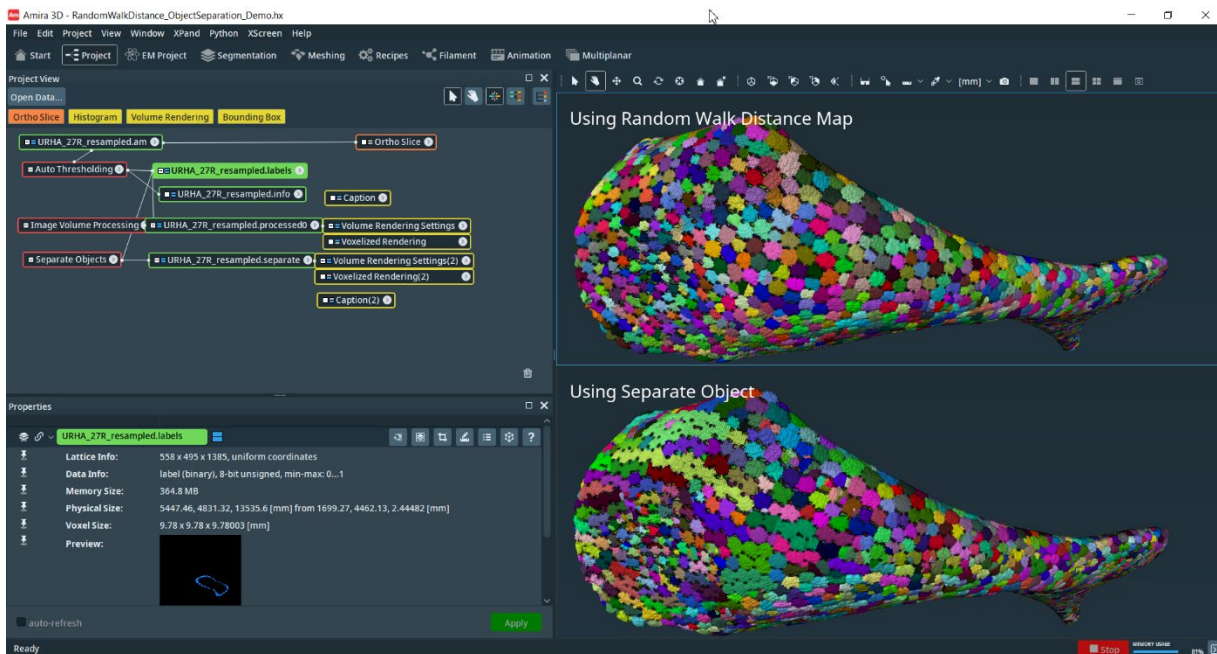 Am Amira 3D - RandomWalkDistance_ObjectSeparation_Demo.hx
File Edit Project View Window XPand Python XScreen Help
Start Project EM Project Segmentation Meshing Recipes Filament Animation Multiplanar
Project View
Open Data...
Ortho Slice Histogram Volume Rendering Bounding Box
URHA_27R_resampled.am Ortho Slice
Auto Thresholding URHA_27R_resampled.labels
URHA_27R_resampled.info
Caption
Image Volume Processing URHA_27R_resampled.processed0 Volume Rendering Settings
Voxelized Rendering
Separate Objects URHA_27R_resampled.separate Volume Rendering Settings(2)
Voxelized Rendering(2)
Caption(2)
[mm]
Using Random Walk Distance Map
Using Separate Object
Properties
URHA_27R_resampled.labels
?
Lattice Info: 558 x 495 x 1385, uniform coordinates
Data Info: label (binary), 8-bit unsigned, min-max: 0...1
Memory Size: 364.8 MB
Physical Size: 5447.46, 4831.32, 13535.6 [mm] from 1699.27, 4462.13, 2.44482 [mm]
Voxel Size: 9.78 x 9.78 x 9.78003 [mm]
Preview:
auto-refresh Apply
Ready Stop MEMORY USAGE 81%